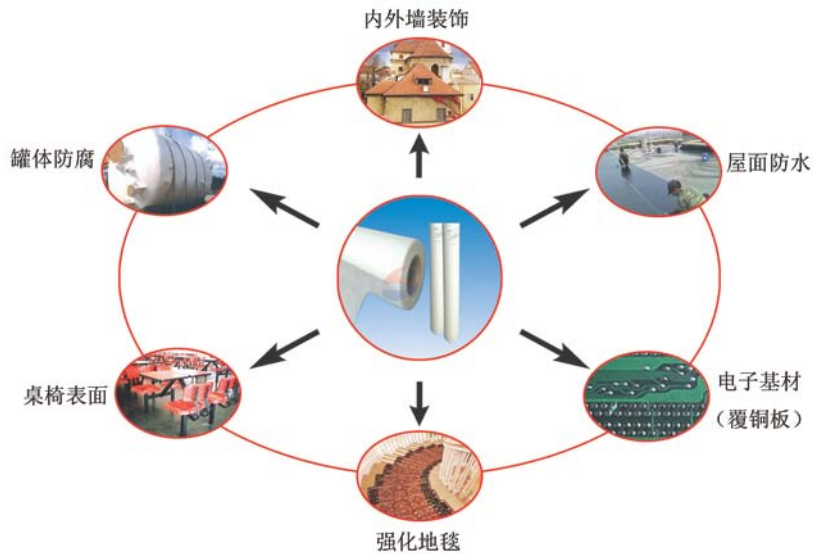 内外墙装饰
罐体防腐
屋面防水
桌椅表面
电子基材
（覆铜板）
强化地毯